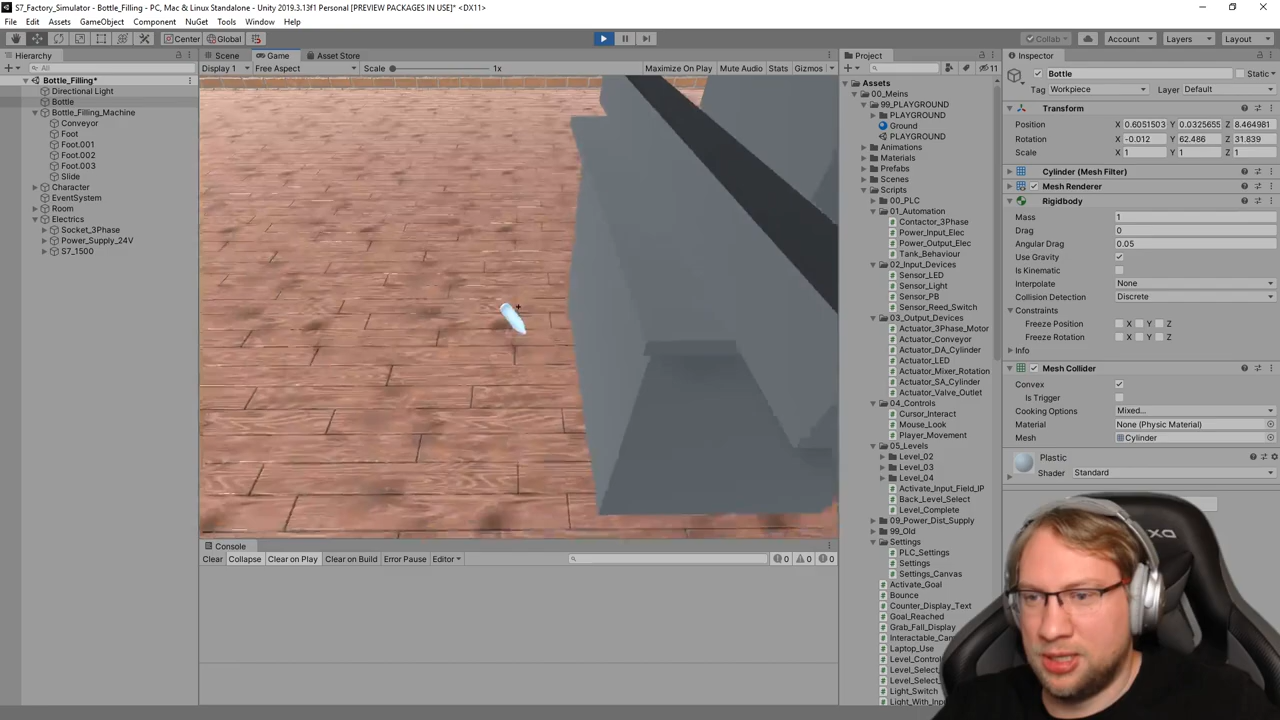 S7_Factory_Simulator - Bottle_Filling - PC, Mac & Linux Standalone - Unity 2019.3.13f1 Personal [PREVIEW PACKAGES IN USE]* <DX11>
File Edit Assets GameObject Component NuGet Tools Window Help
Center Global Collab Account Layers Layout
Hierarchy
All
Bottle_Filling*
Directional Light
Bottle
Bottle_Filling_Machine
Conveyor
Foot
Foot.001
Foot.002
Foot.003
Slide
Character
EventSystem
Room
Electrics
Socket_3Phase
Power_Supply_24V
S7_1500
Scene Game Asset Store
Display 1 Free Aspect Scale 1x Maximize On Play Mute Audio Stats Gizmos
Console
Clear Collapse Clear on Play Clear on Build Error Pause Editor 0 0 0
Project
11
Assets
00_Meins
99_PLAYGROUND
PLAYGROUND
Ground
PLAYGROUND
Animations
Materials
Prefabs
Scenes
Scripts
00_PLC
01_Automation
Contactor_3Phase
Power_Input_Elec
Power_Output_Elec
Tank_Behaviour
02_Input_Devices
Sensor_LED
Sensor_Light
Sensor_PB
Sensor_Reed_Switch
03_Output_Devices
Actuator_3Phase_Motor
Actuator_Conveyor
Actuator_DA_Cylinder
Actuator_LED
Actuator_Mixer_Rotation
Actuator_SA_Cylinder
Actuator_Valve_Outlet
04_Controls
Cursor_Interact
Mouse_Look
Player_Movement
05_Levels
Level_02
Level_03
Level_04
Activate_Input_Field_IP
Back_Level_Select
Level_Complete
09_Power_Dist_Supply
99_Old
Settings
PLC_Settings
Settings
Settings_Canvas
Activate_Goal
Bounce
Counter_Display_Text
Goal_Reached
Grab_Fall_Display
Interactable_Cam
Laptop_Use
Level_Control
Level_Select_
Level_Select_
Light_Switch
Light_With_Inp
Inspector
Bottle Static
Tag Workpiece Layer Default
Transform
Position X 0.6051503 Y 0.0325655 Z 8.464981
Rotation X -0.012 Y 62.486 Z 31.839
Scale X 1 Y 1 Z 1
Cylinder (Mesh Filter)
Mesh Renderer
Rigidbody
Mass 1
Drag 0
Angular Drag 0.05
Use Gravity
Is Kinematic
Interpolate None
Collision Detection Discrete
Constraints
Freeze Position X Y Z
Freeze Rotation X Y Z
Info
Mesh Collider
Convex
Is Trigger
Cooking Options Mixed...
Material None (Physic Material)
Mesh Cylinder
Plastic
Shader Standard